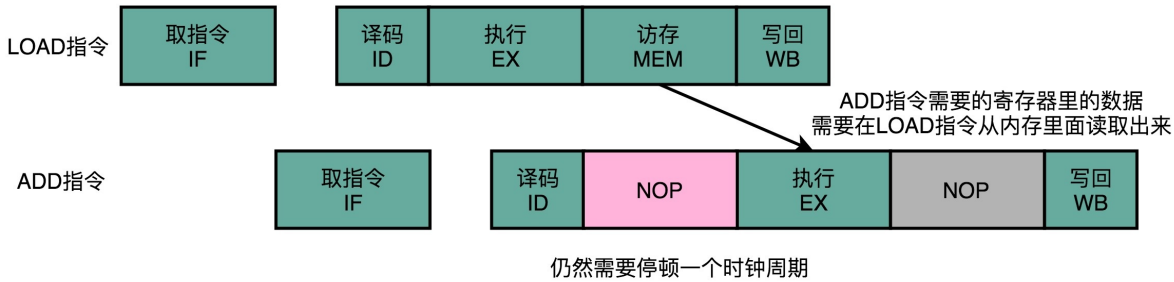 LOAD指令
取指令
IF
译码
ID
执行
EX
访存
MEM
写回
WB
ADD指令需要的寄存器里的数据
需要在LOAD指令从内存里面读取出来
ADD指令
取指令
IF
译码
ID
NOP
执行
EX
NOP
写回
WB
仍然需要停顿一个时钟周期